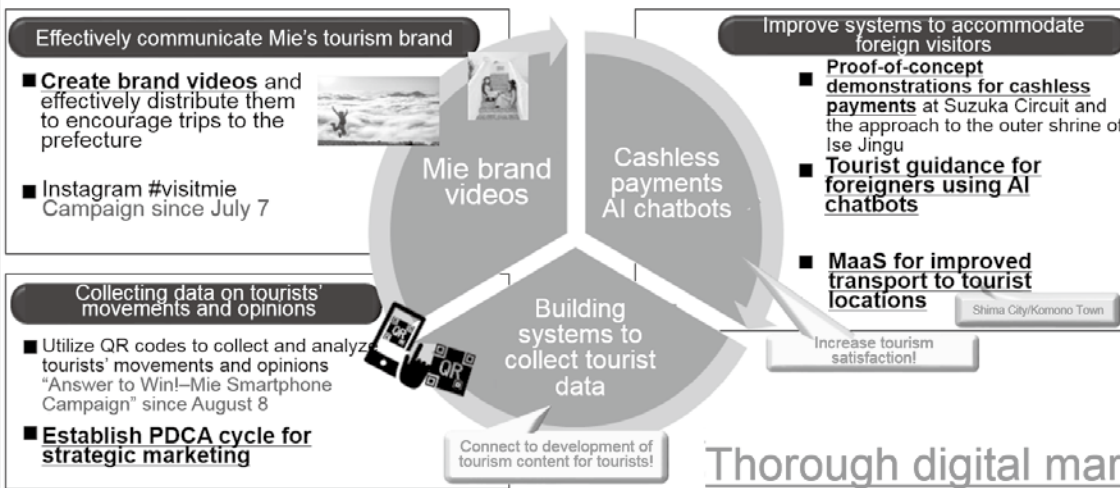 Effectively communicate Mie's tourism brand
■ Create brand videos and
effectively distribute them
to encourage trips to the
prefecture
■ Instagram #visitmie
Campaign since July 7
Collecting data on tourists'
movements and opinions
■ Utilize QR codes to collect and analyze
tourists' movements and opinions
“Answer to Win!–Mie Smartphone
Campaign” since August 8
■ Establish PDCA cycle for
strategic marketing
Mie brand
videos
Cashless
payments
AI chatbots
Building
systems to
collect tourist
data
QR
QR
Connect to development of
tourism content for tourists!
Improve systems to accommodate
foreign visitors
■ Proof-of-concept
demonstrations for cashless
payments at Suzuka Circuit and
the approach to the outer shrine of
Ise Jingu
■ Tourist guidance for
foreigners using AI
chatbots
■ MaaS for improved
transport to tourist
locations
Shima City/Komono Town
Increase tourism
satisfaction!
Thorough digital mar